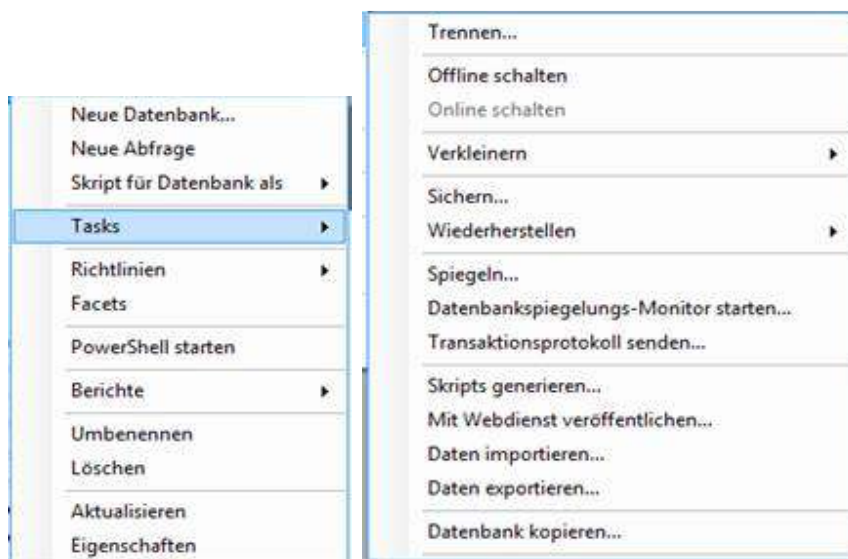 Neue Datenbank...
Neue Abfrage
Skript für Datenbank als
Tasks
Richtlinien
Facets
PowerShell starten
Berichte
Umbenennen
Löschen
Aktualisieren
Eigenschaften
Trennen...
Offline schalten
Online schalten
Verkleinern
Sichern...
Wiederherstellen
Spiegeln...
Datenbankspiegelungs-Monitor starten...
Transaktionsprotokoll senden...
Skripts generieren...
Mit Webdienst veröffentlichen...
Daten importieren...
Daten exportieren...
Datenbank kopieren...